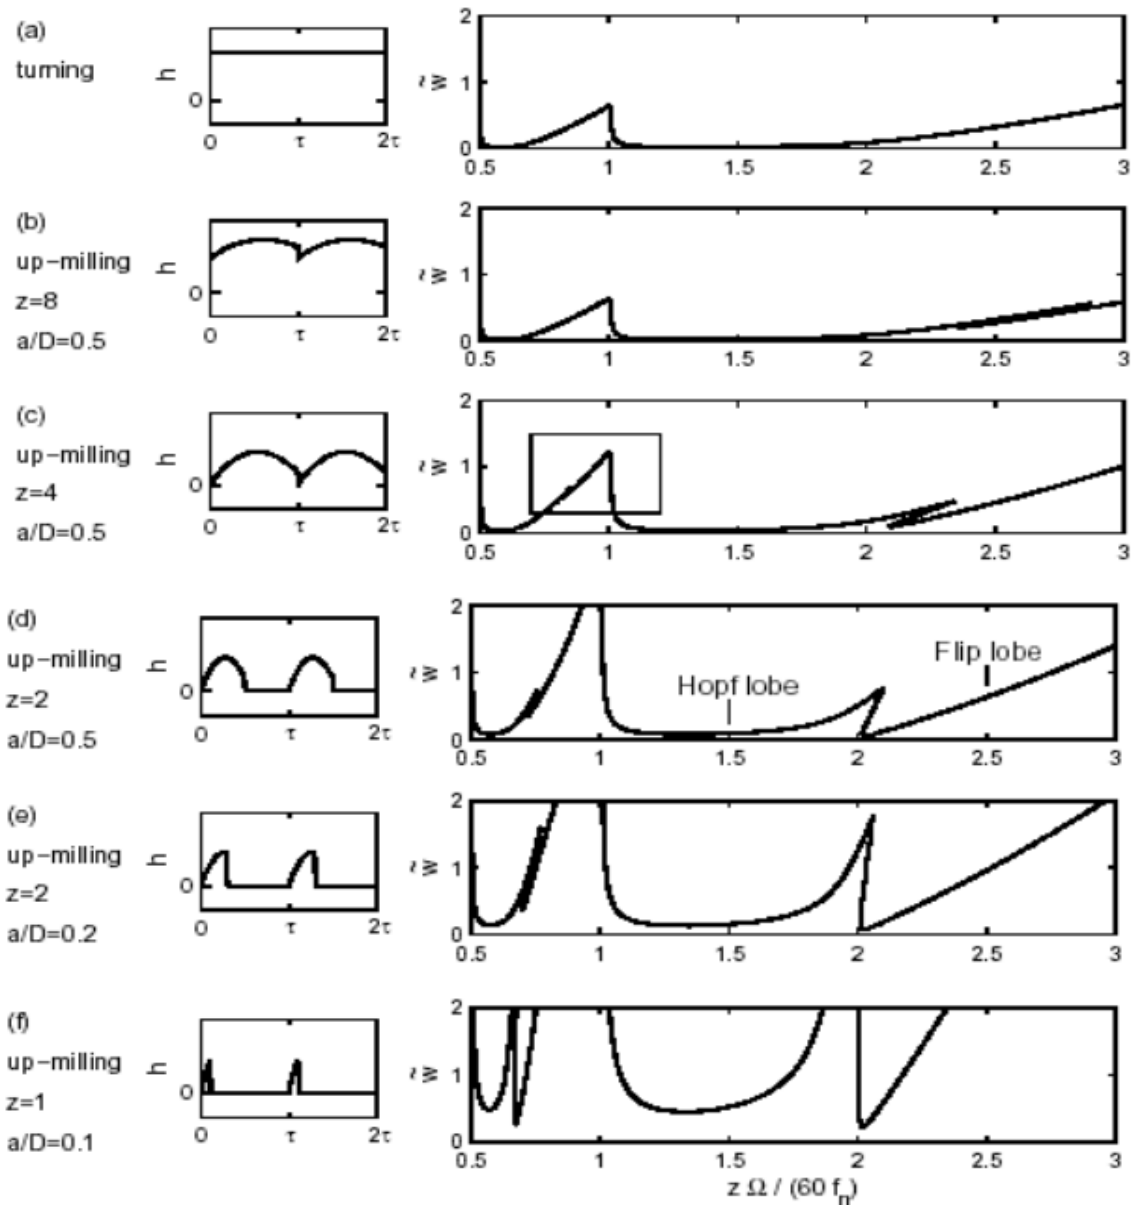 (a)
turning
h
0
0 τ 2τ
w̃
2
1
0
0.5 1 1.5 2 2.5 3
(b)
up-milling
z=8
a/D=0.5
h
0
0 τ 2τ
w̃
2
1
0
0.5 1 1.5 2 2.5 3
(c)
up-milling
z=4
a/D=0.5
h
0
0 τ 2τ
w̃
2
1
0
0.5 1 1.5 2 2.5 3
(d)
up-milling
z=2
a/D=0.5
h
0
0 τ 2τ
w̃
2
1
0
Hopf lobe
Flip lobe
0.5 1 1.5 2 2.5 3
(e)
up-milling
z=2
a/D=0.2
h
0
0 τ 2τ
w̃
2
1
0
0.5 1 1.5 2 2.5 3
(f)
up-milling
z=1
a/D=0.1
h
0
0 τ 2τ
w̃
2
1
0
0.5 1 1.5 2 2.5 3
z Ω / (60 fₙ)